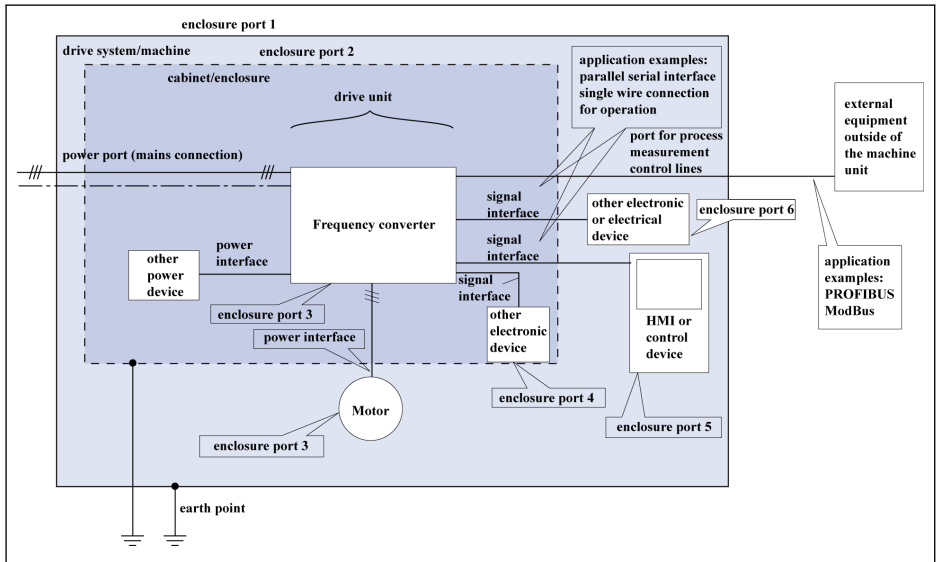 enclosure port 1
drive system/machine
enclosure port 2
cabinet/enclosure
drive unit
application examples:
parallel serial interface
single wire connection
for operation
port for process
measurement
control lines
external
equipment
outside of
the machine
unit
power port (mains connection)
Frequency converter
signal
interface
other electronic
or electrical
device
enclosure port 6
signal
interface
power
interface
other
power
device
signal
interface
application
examples:
PROFIBUS
ModBus
enclosure port 3
power interface
other
electronic
device
HMI or
control
device
enclosure port 4
Motor
enclosure port 3
enclosure port 5
earth point